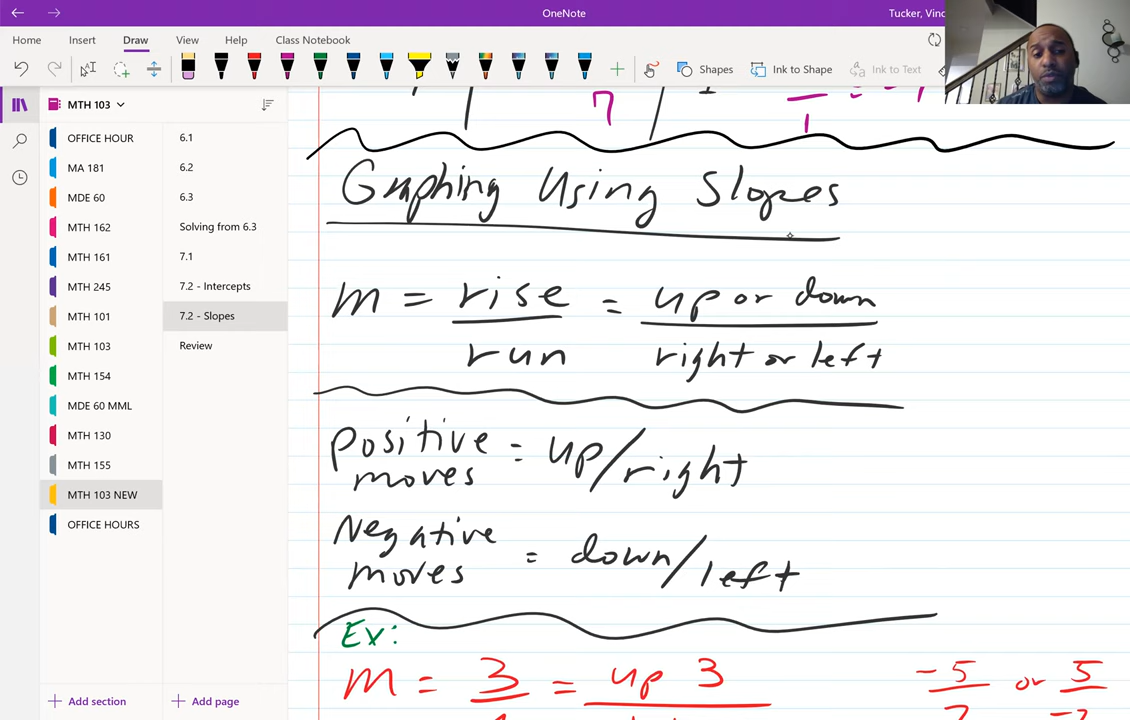 OneNote
Tucker, Vinc
Home Insert Draw View Help Class Notebook
Shapes Ink to Shape Ink to Text
MTH 103
OFFICE HOUR
MA 181
MDE 60
MTH 162
MTH 161
MTH 245
MTH 101
MTH 103
MTH 154
MDE 60 MML
MTH 130
MTH 155
MTH 103 NEW
OFFICE HOURS
Add section
6.1
6.2
6.3
Solving from 6.3
7.1
7.2 - Intercepts
7.2 - Slopes
Review
Add page
7
1
Graphing Using Slopes
m = rise = up or down
run right or left
Positive moves = up/right
Negative moves = down/left
Ex:
m = 3 = up 3
-5 or 5